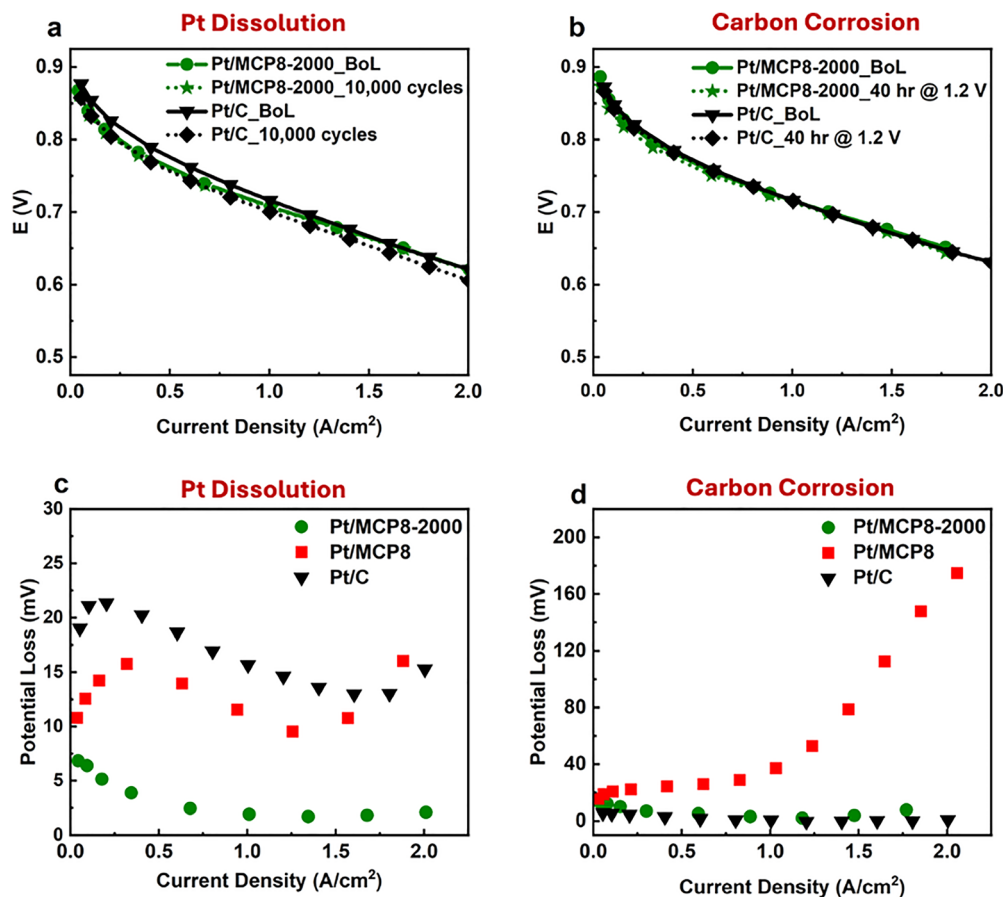 a
Pt Dissolution
Pt/MCP8-2000_BoL
Pt/MCP8-2000_10,000 cycles
Pt/C_BoL
Pt/C_10,000 cycles
0.9
0.8
0.7
0.6
0.5
E (V)
0.0 0.5 1.0 1.5 2.0
Current Density (A/cm²)
b
Carbon Corrosion
Pt/MCP8-2000_BoL
Pt/MCP8-2000_40 hr @ 1.2 V
Pt/C_BoL
Pt/C_40 hr @ 1.2 V
0.9
0.8
0.7
0.6
0.5
E (V)
0.0 0.5 1.0 1.5 2.0
Current Density (A/cm²)
c
Pt Dissolution
Pt/MCP8-2000
Pt/MCP8
Pt/C
30
25
20
15
10
5
0
Potential Loss (mV)
0.0 0.5 1.0 1.5 2.0
Current Density (A/cm²)
d
Carbon Corrosion
Pt/MCP8-2000
Pt/MCP8
Pt/C
200
160
120
80
40
20
0
Potential Loss (mV)
0.0 0.5 1.0 1.5 2.0
Current Density (A/cm²)